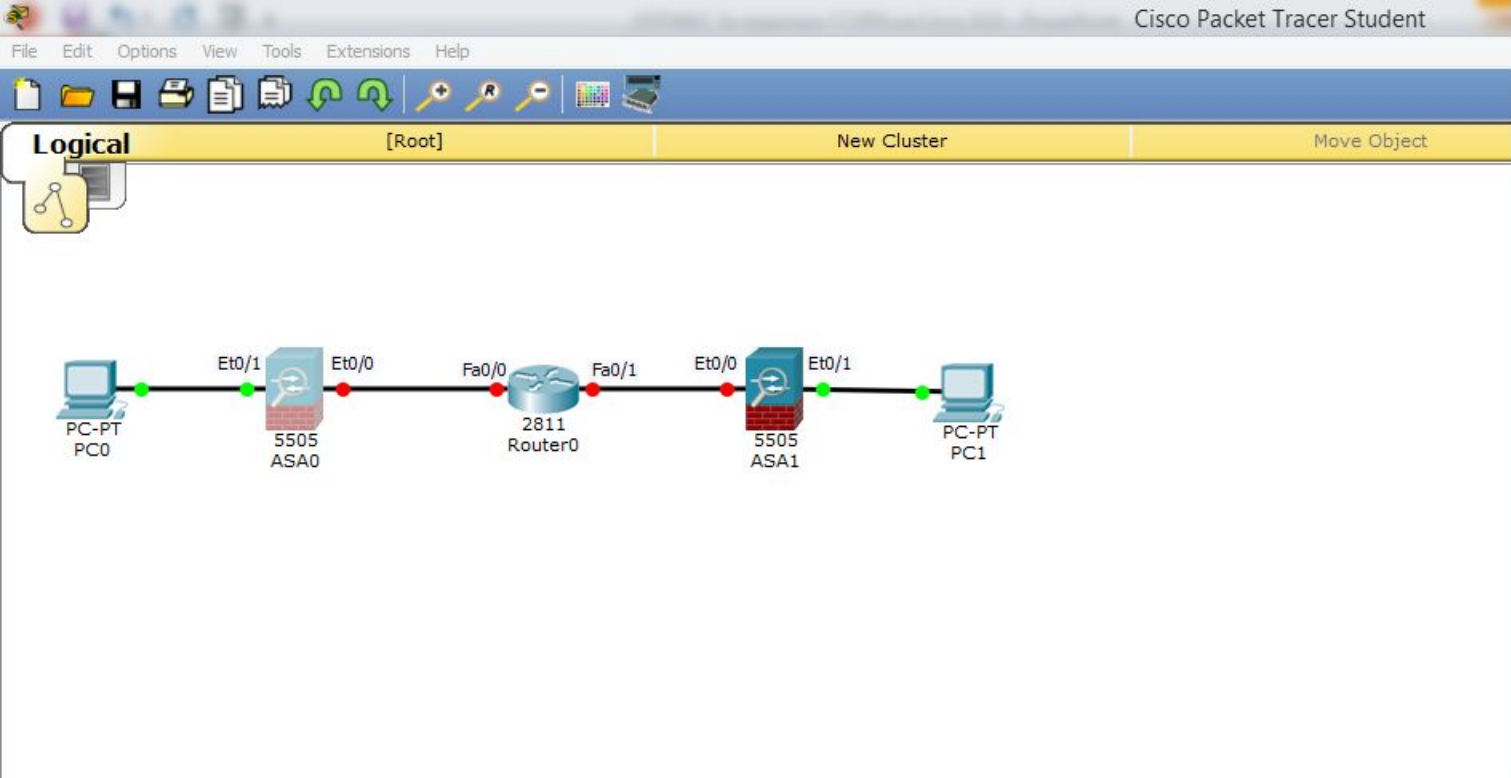 Cisco Packet Tracer Student
File Edit Options View Tools Extensions Help
Logical [Root] New Cluster Move Object
Et0/1 Et0/0 Fa0/0 Fa0/1 Et0/0 Et0/1
PC-PT
PC0
5505
ASA0
2811
Router0
5505
ASA1
PC-PT
PC1